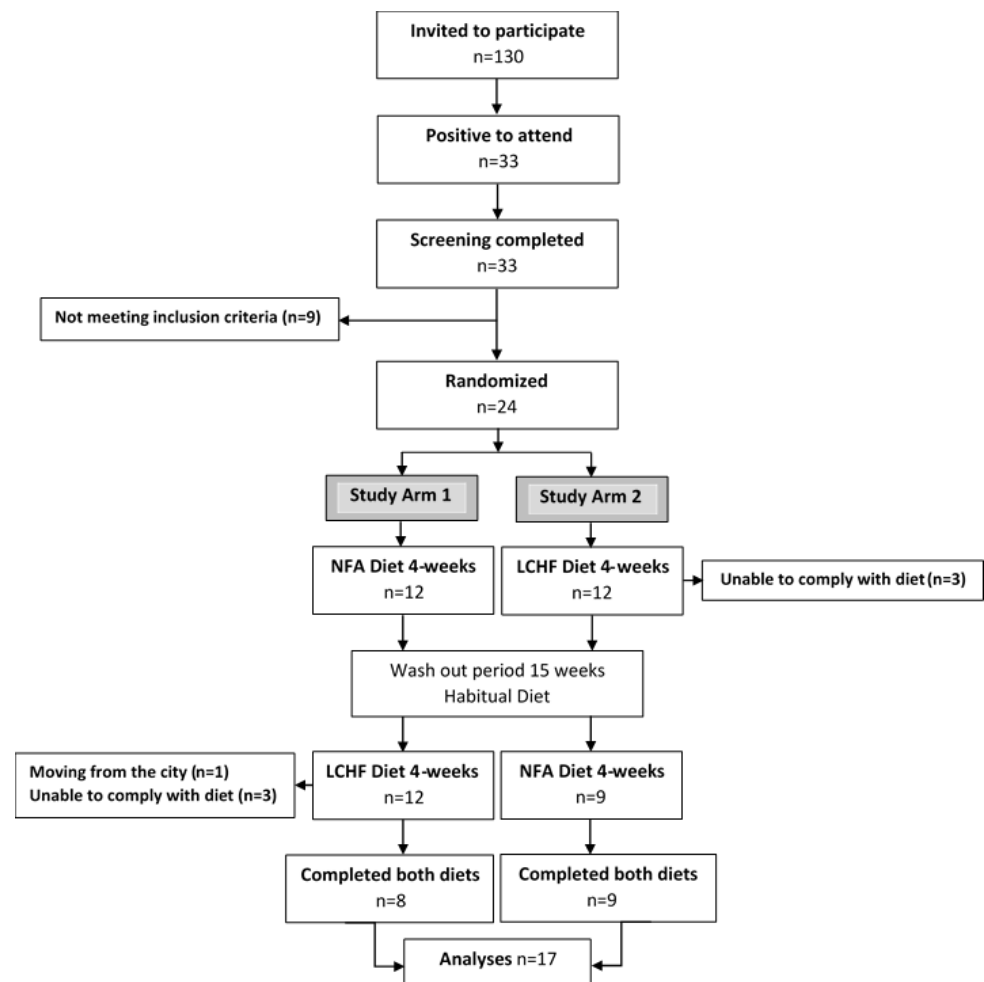 Invited to participate
n=130
Positive to attend
n=33
Screening completed
n=33
Not meeting inclusion criteria (n=9)
Randomized
n=24
Study Arm 1
Study Arm 2
NFA Diet 4-weeks
n=12
LCHF Diet 4-weeks
n=12
Unable to comply with diet (n=3)
Wash out period 15 weeks
Habitual Diet
Moving from the city (n=1)
Unable to comply with diet (n=3)
LCHF Diet 4-weeks
n=12
NFA Diet 4-weeks
n=9
Completed both diets
n=8
Completed both diets
n=9
Analyses n=17